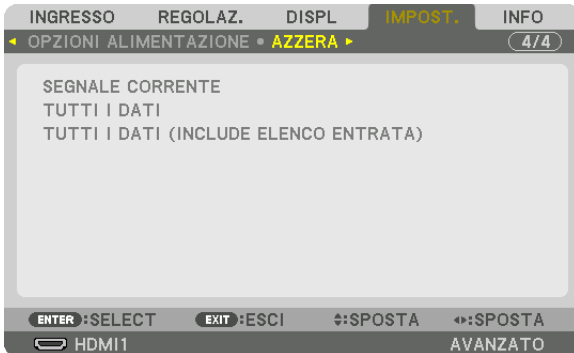 INGRESSO REGOLAZ. DISPL IMPOST. INFO
OPZIONI ALIMENTAZIONE • AZZERA 4/4
SEGNALE CORRENTE
TUTTI I DATI
TUTTI I DATI (INCLUDE ELENCO ENTRATA)
ENTER :SELECT EXIT :ESCI :SPOSTA :SPOSTA
HDMI1 AVANZATO